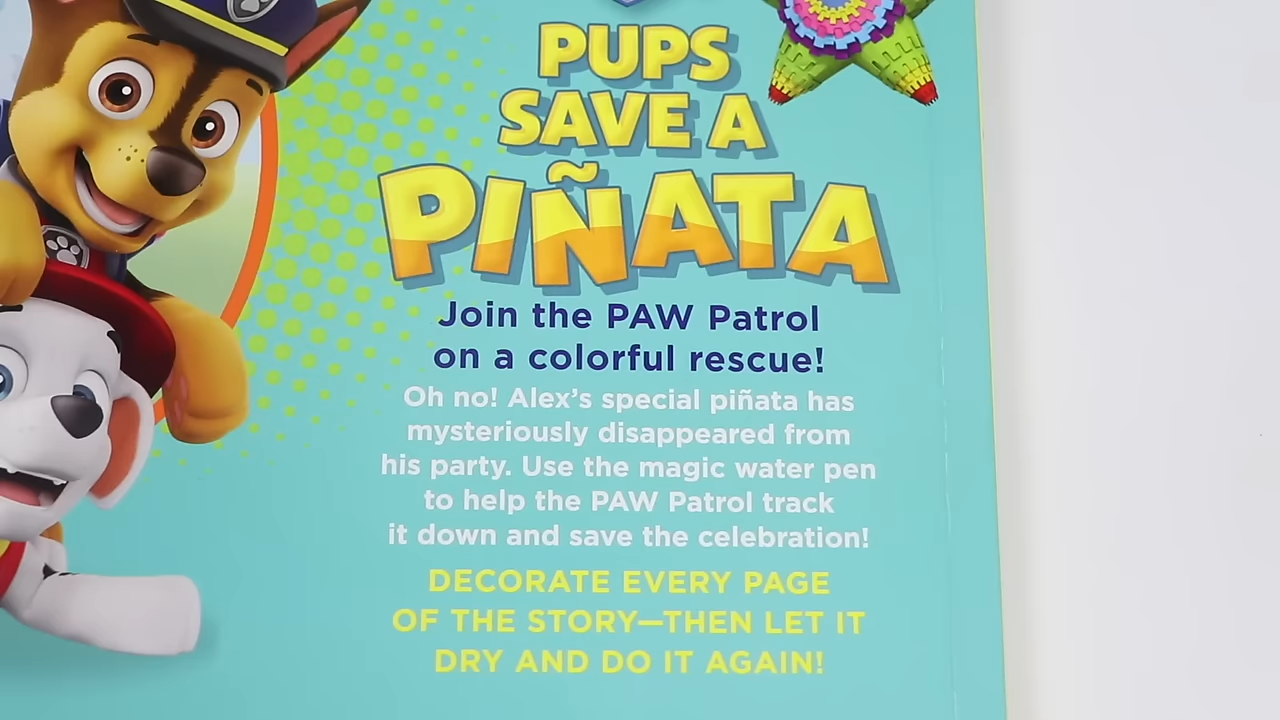 PUPS
SAVE A
PIÑATA
Join the PAW Patrol
on a colorful rescue!
Oh no! Alex’s special piñata has
mysteriously disappeared from
his party. Use the magic water pen
to help the PAW Patrol track
it down and save the celebration!
DECORATE EVERY PAGE
OF THE STORY—THEN LET IT
DRY AND DO IT AGAIN!